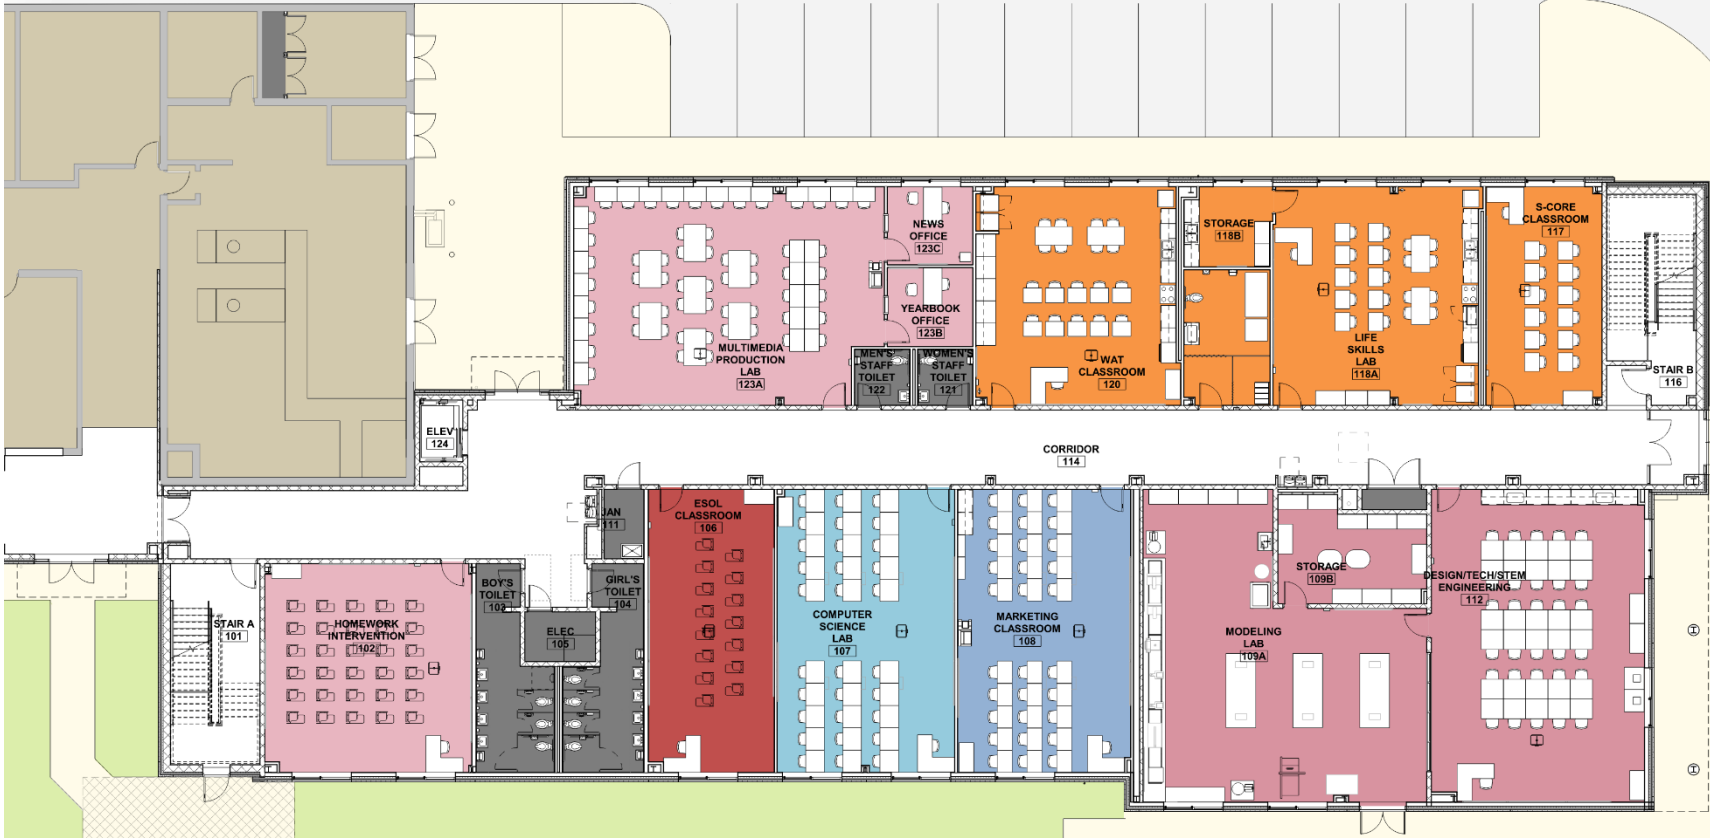 NEWS
OFFICE
123C
YEARBOOK
OFFICE
123B
MULTIMEDIA
PRODUCTION
LAB
123A
MEN'S
STAFF
TOILET
122
WOMEN'S
STAFF
TOILET
121
WAT
CLASSROOM
120
STORAGE
118B
LIFE
SKILLS
LAB
118A
S-CORE
CLASSROOM
117
STAIR B
116
ELEV
124
CORRIDOR
114
JAN
111
ESOL
CLASSROOM
106
STAIR A
101
HOMEWORK
INTERVENTION
102
BOY'S
TOILET
103
GIRL'S
TOILET
104
ELEC
105
COMPUTER
SCIENCE
LAB
107
MARKETING
CLASSROOM
108
MODELING
LAB
109A
STORAGE
109B
DESIGN/TECH/STEM
ENGINEERING
112